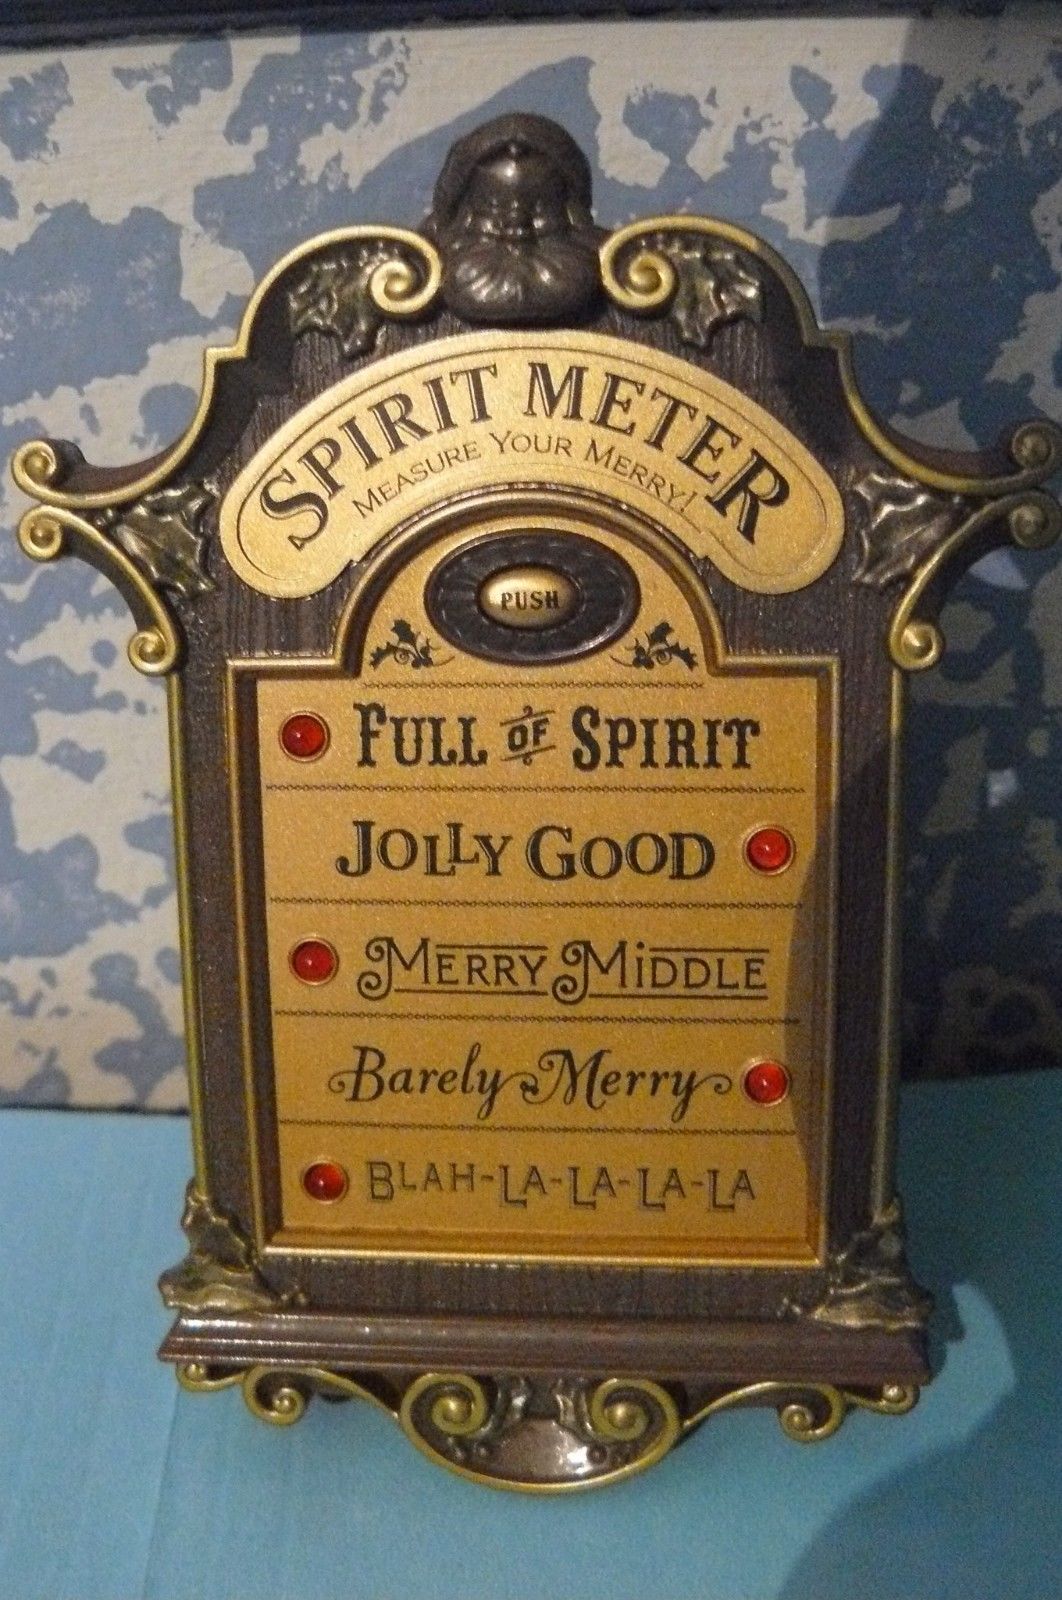 SPIRIT METER
MEASURE YOUR MERRY!
PUSH
FULL OF SPIRIT
JOLLY GOOD
MERRY MIDDLE
Barely Merry
BLAH-LA-LA-LA-LA